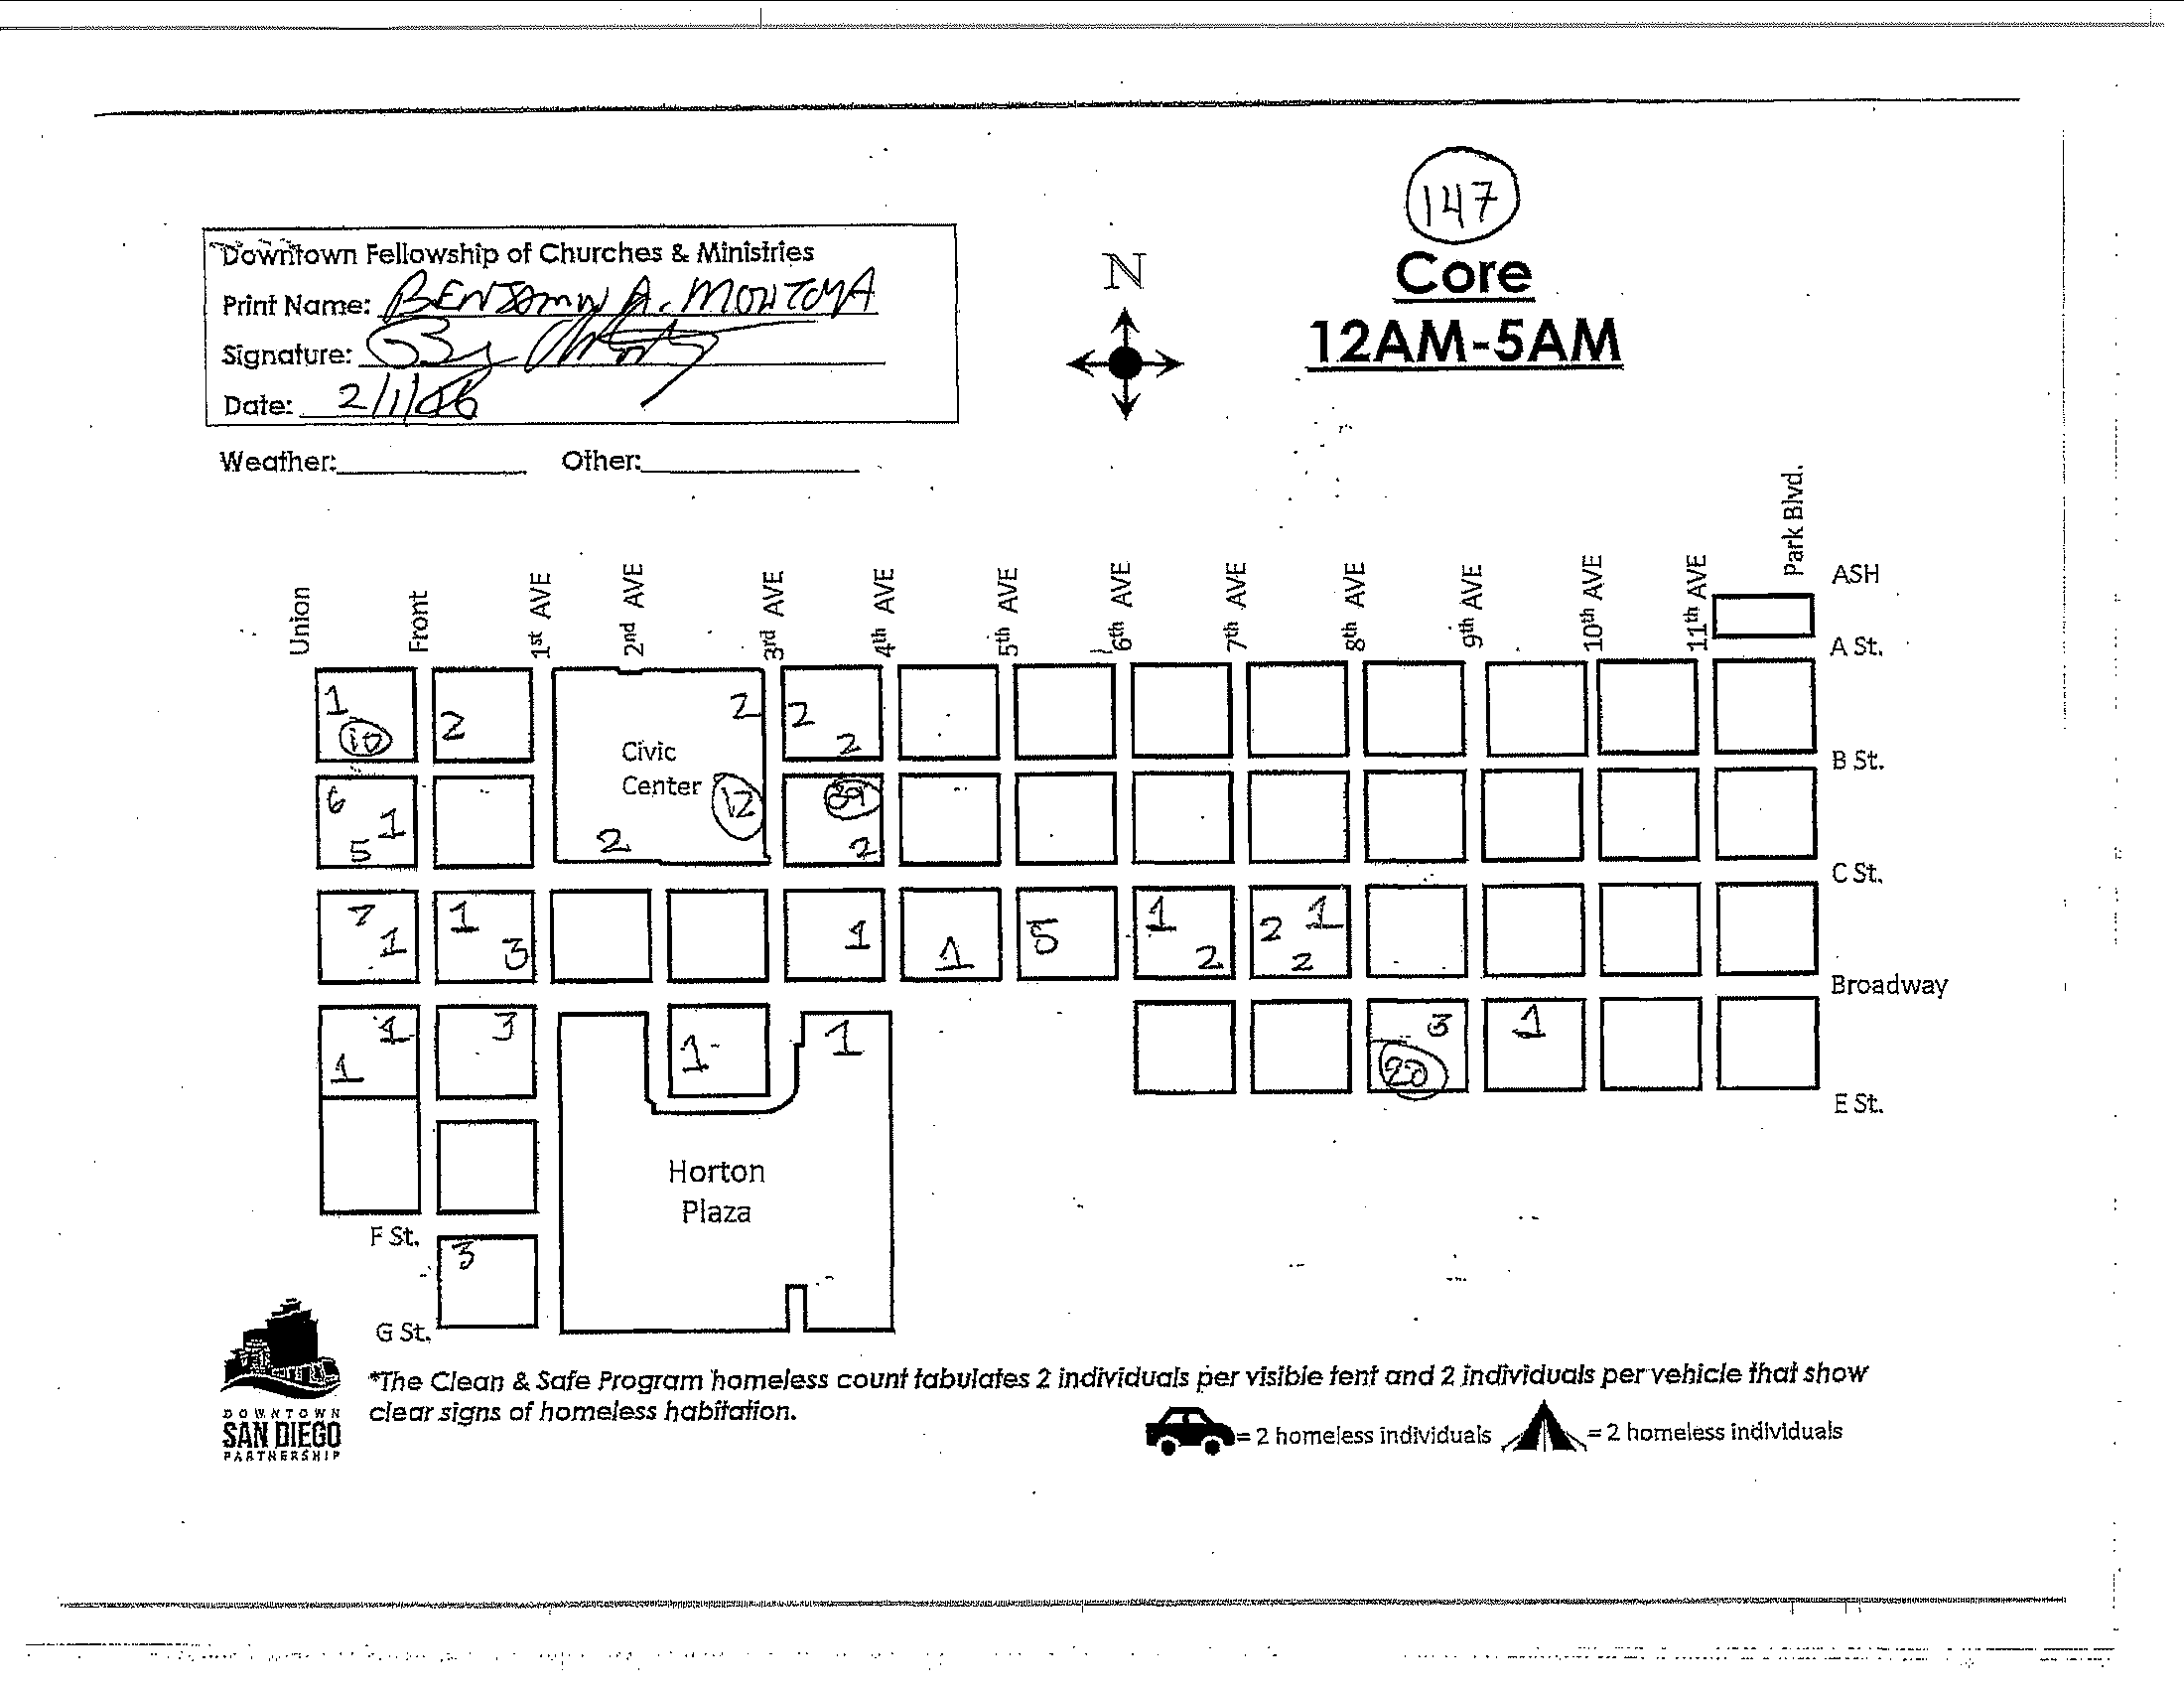 147
Core
12AM-5AM
Downtown Fellowship of Churches & Ministries
Print Name: BENJAMIN A. MONTOYA
Signature:
Date: 2/1/16
N
Weather: Other:
Union Front 1st AVE 2nd AVE 3rd AVE 4th AVE 5th AVE 6th AVE 7th AVE 8th AVE 9th AVE 10th AVE 11th AVE Park Blvd.
ASH
A St.
1 2 2 2
10 2
Civic
B St.
Center 12 39
6 1
5 2 2
C St.
7 1 1 2 1
1 3 1 1 5 2 2
Broadway
1 3 1 3 1
1 1 20
E St.
Horton
Plaza
F St.
3
G St.
*The Clean & Safe Program homeless count tabulates 2 individuals per visible tent and 2 individuals per vehicle that show
clear signs of homeless habitation.
= 2 homeless individuals = 2 homeless individuals
DOWNTOWN
SAN DIEGO
PARTNERSHIP